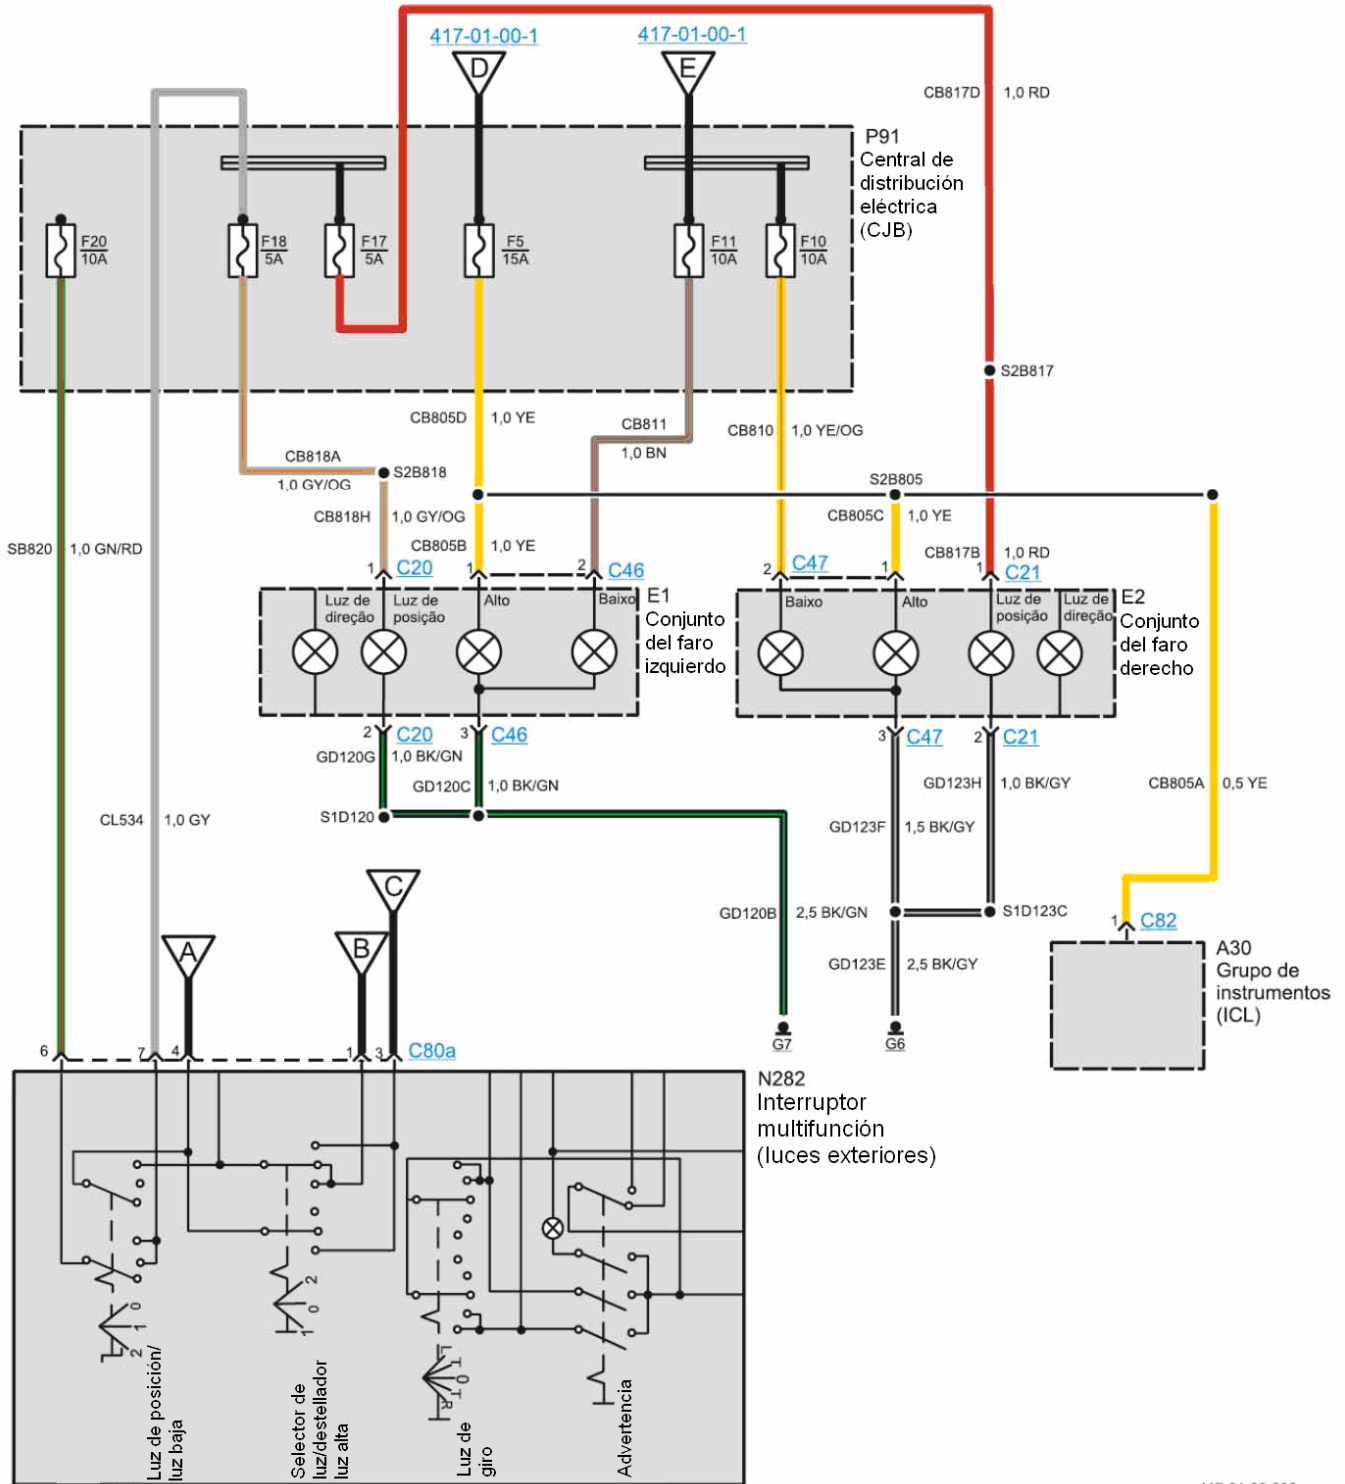 417-01-00-1
417-01-00-1
D
E
CB817D 1,0 RD
P91
Central de
distribución
eléctrica
(CJB)
F20
10A
F18
5A
F17
5A
F5
15A
F11
10A
F10
10A
S2B817
CB805D 1,0 YE
CB811
1,0 BN
CB810 1,0 YE/OG
CB818A
1,0 GY/OG
S2B818
S2B805
CB818H 1,0 GY/OG
CB805C 1,0 YE
SB820 1,0 GN/RD
CB805B 1,0 YE
CB817B 1,0 RD
1 C20
1
2 C46
2 C47
1
1 C21
Luz de
direção
Luz de
posição
Alto
Baixo
E1
Conjunto
del faro
izquierdo
Baixo
Alto
Luz de
posição
Luz de
direção
E2
Conjunto
del faro
derecho
2 C20
3 C46
3 C47
2 C21
GD120G 1,0 BK/GN
GD120C 1,0 BK/GN
GD123H 1,0 BK/GY
CB805A 0,5 YE
S1D120
CL534 1,0 GY
GD123F 1,5 BK/GY
C
GD120B 2,5 BK/GN
S1D123C
1 C82
A
B
GD123E 2,5 BK/GY
A30
Grupo de
instrumentos
(ICL)
G7
G6
6
7
4
1
3
C80a
N282
Interruptor
multifunción
(luces exteriores)
0
1
2
2
0
1
L
T
0
T
R
Luz de posición/
luz baja
Selector de
luz/destellador
luz alta
Luz de
giro
Advertencia